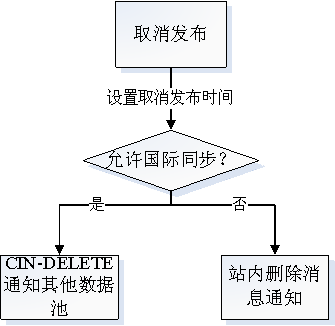 取消发布
设置取消发布时间
允许国际同步？
是
否
CIN-DELETE
通知其他数据
池
站内删除消
息通知